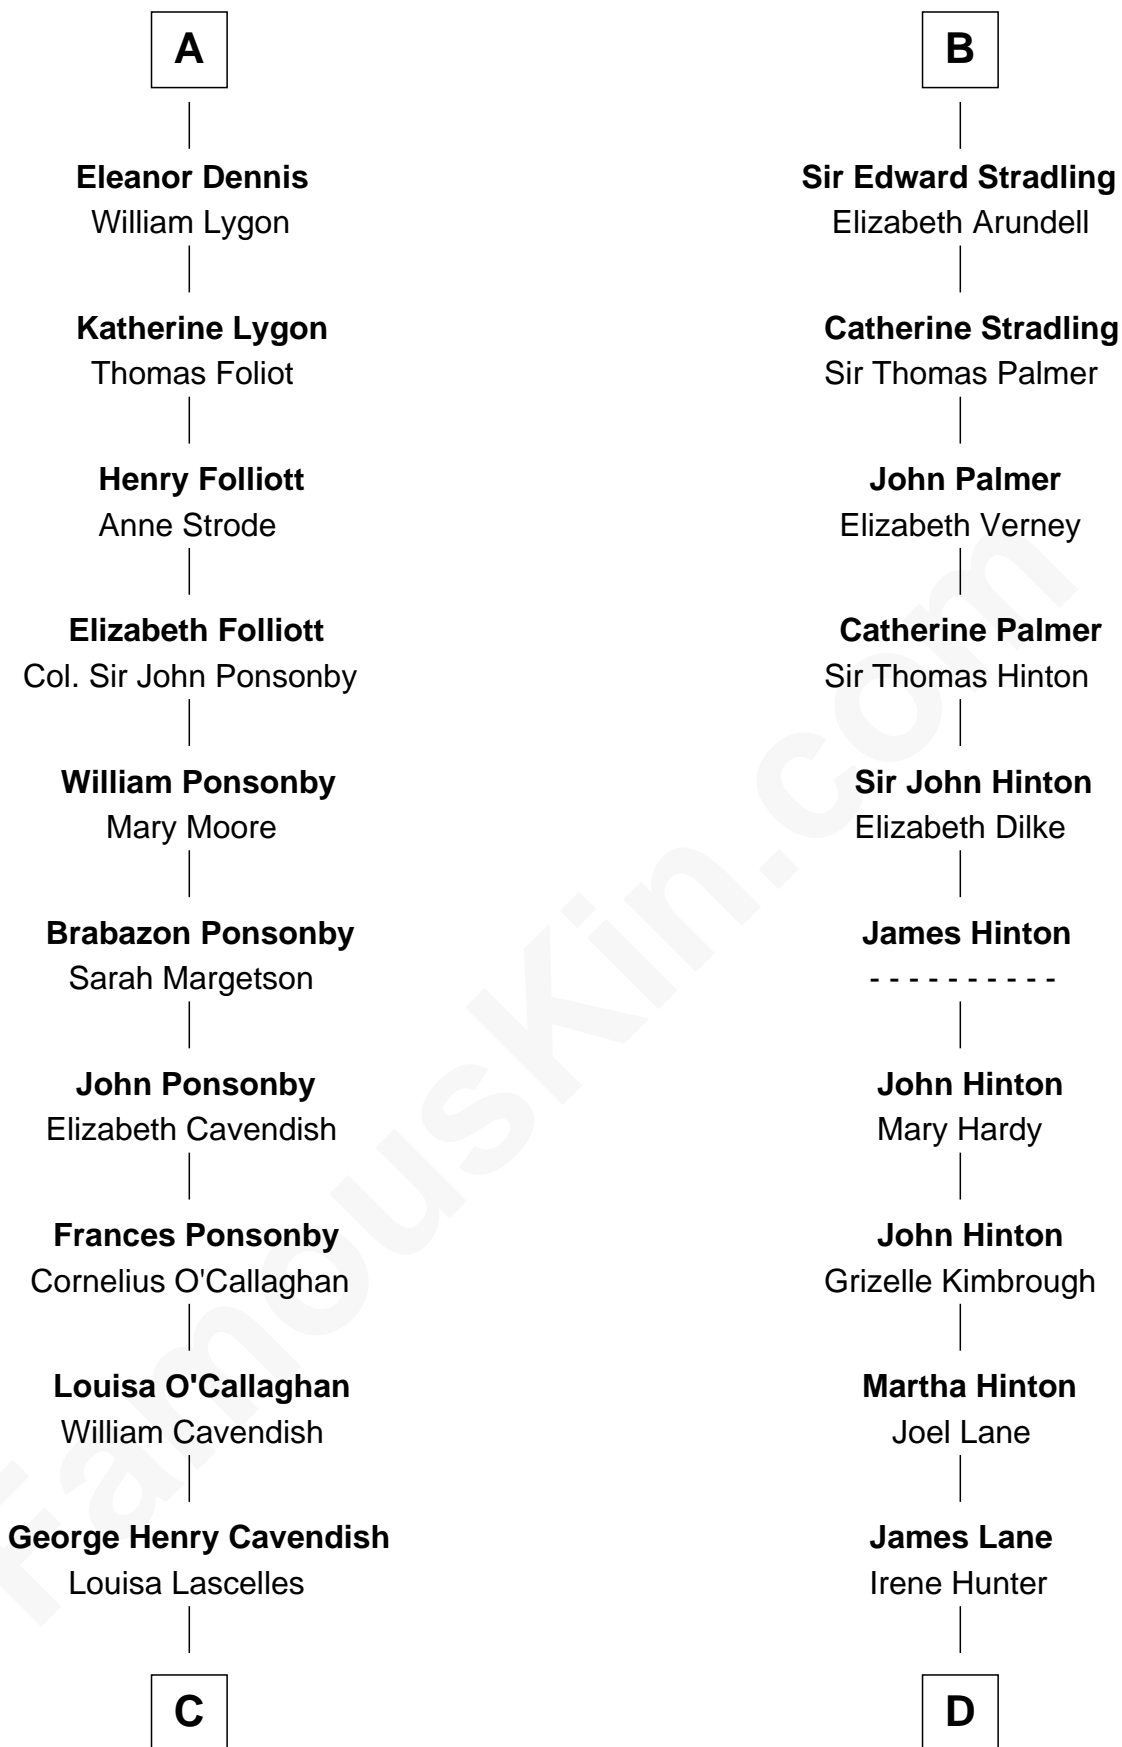 A
Eleanor Dennis
William Lygon
Katherine Lygon
Thomas Foliot
Henry Folliott
Anne Strode
Elizabeth Folliott
Col. Sir John Ponsonby
William Ponsonby
Mary Moore
Brabazon Ponsonby
Sarah Margetson
John Ponsonby
Elizabeth Cavendish
Frances Ponsonby
Cornelius O'Callaghan
Louisa O'Callaghan
William Cavendish
George Henry Cavendish
Louisa Lascelles
C
B
Sir Edward Stradling
Elizabeth Arundell
Catherine Stradling
Sir Thomas Palmer
John Palmer
Elizabeth Verney
Catherine Palmer
Sir Thomas Hinton
Sir John Hinton
Elizabeth Dilke
James Hinton
- - - - - - - - - -
John Hinton
Mary Hardy
John Hinton
Grizelle Kimbrough
Martha Hinton
Joel Lane
James Lane
Irene Hunter
D
FamousKin.com